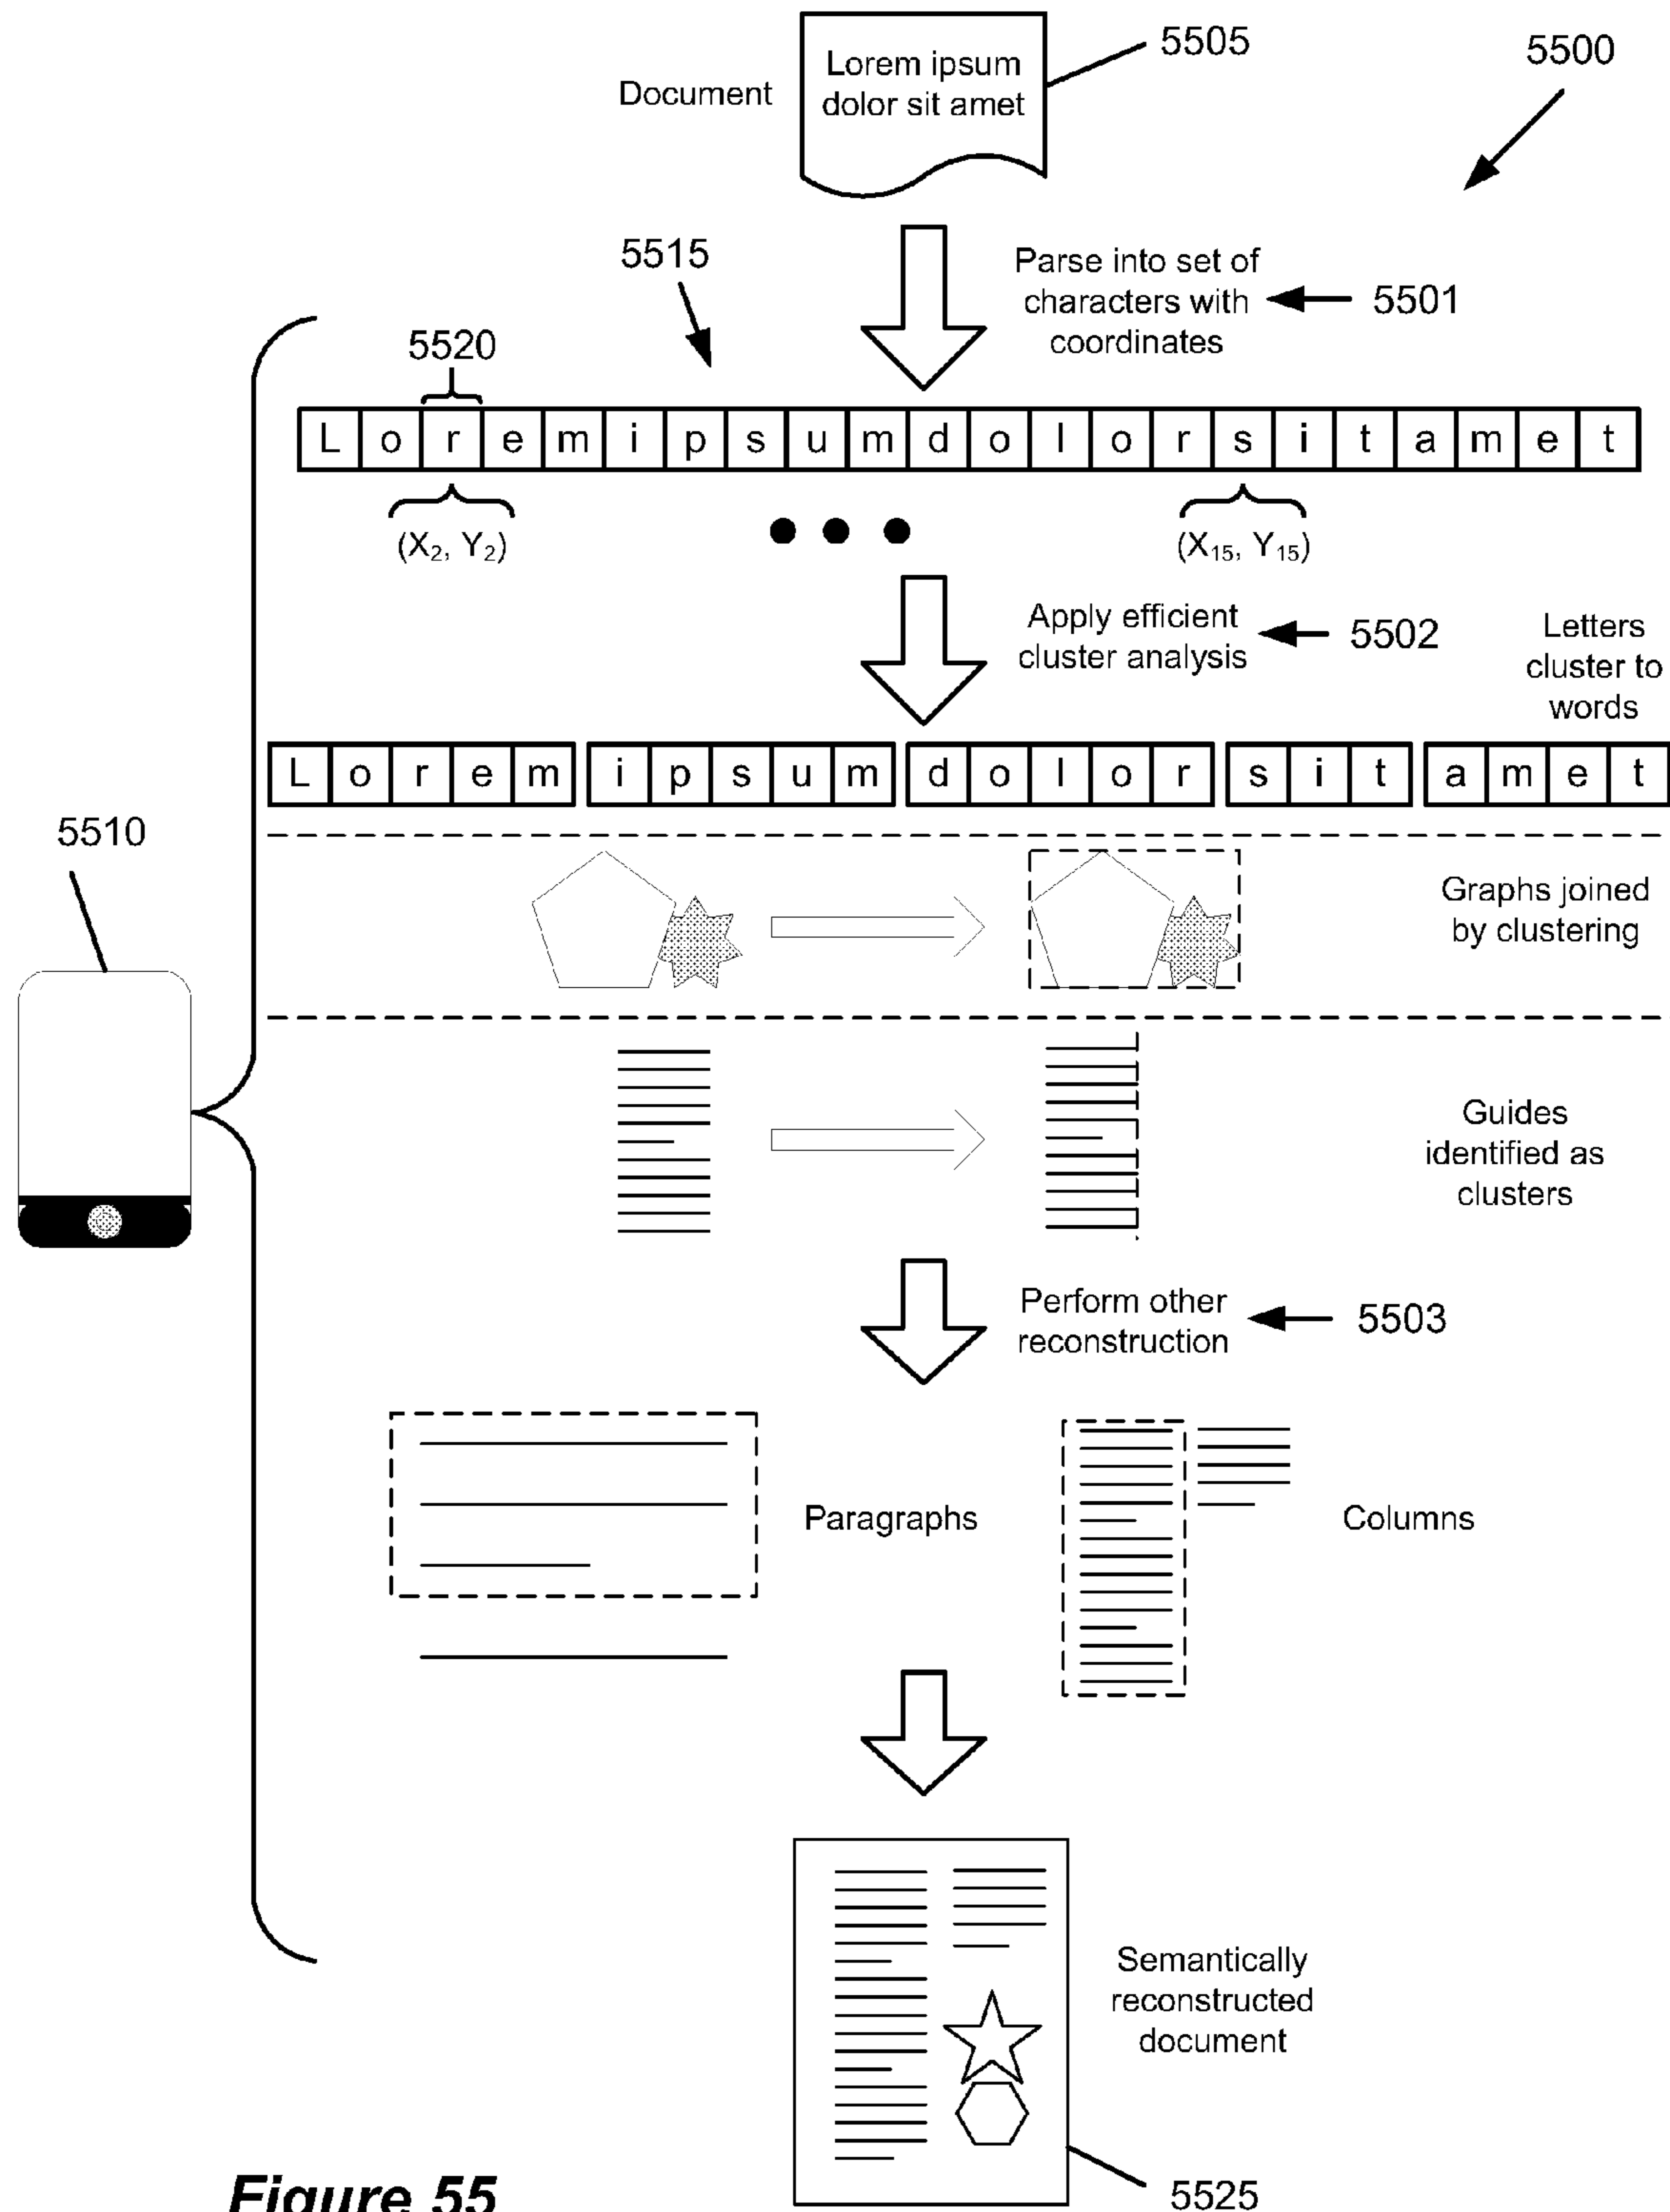 5505
5500
Document
Lorem ipsum
dolor sit amet
5515
Parse into set of
characters with
coordinates
5501
5520
L o r e m i p s u m d o l o r s i t a m e t
(X2, Y2)
(X15, Y15)
Apply efficient
cluster analysis
5502
Letters
cluster to
words
L o r e m i p s u m d o l o r s i t a m e t
5510
Graphs joined
by clustering
Guides
identified as
clusters
Perform other
reconstruction
5503
Paragraphs
Columns
Semantically
reconstructed
document
5525
Figure 55